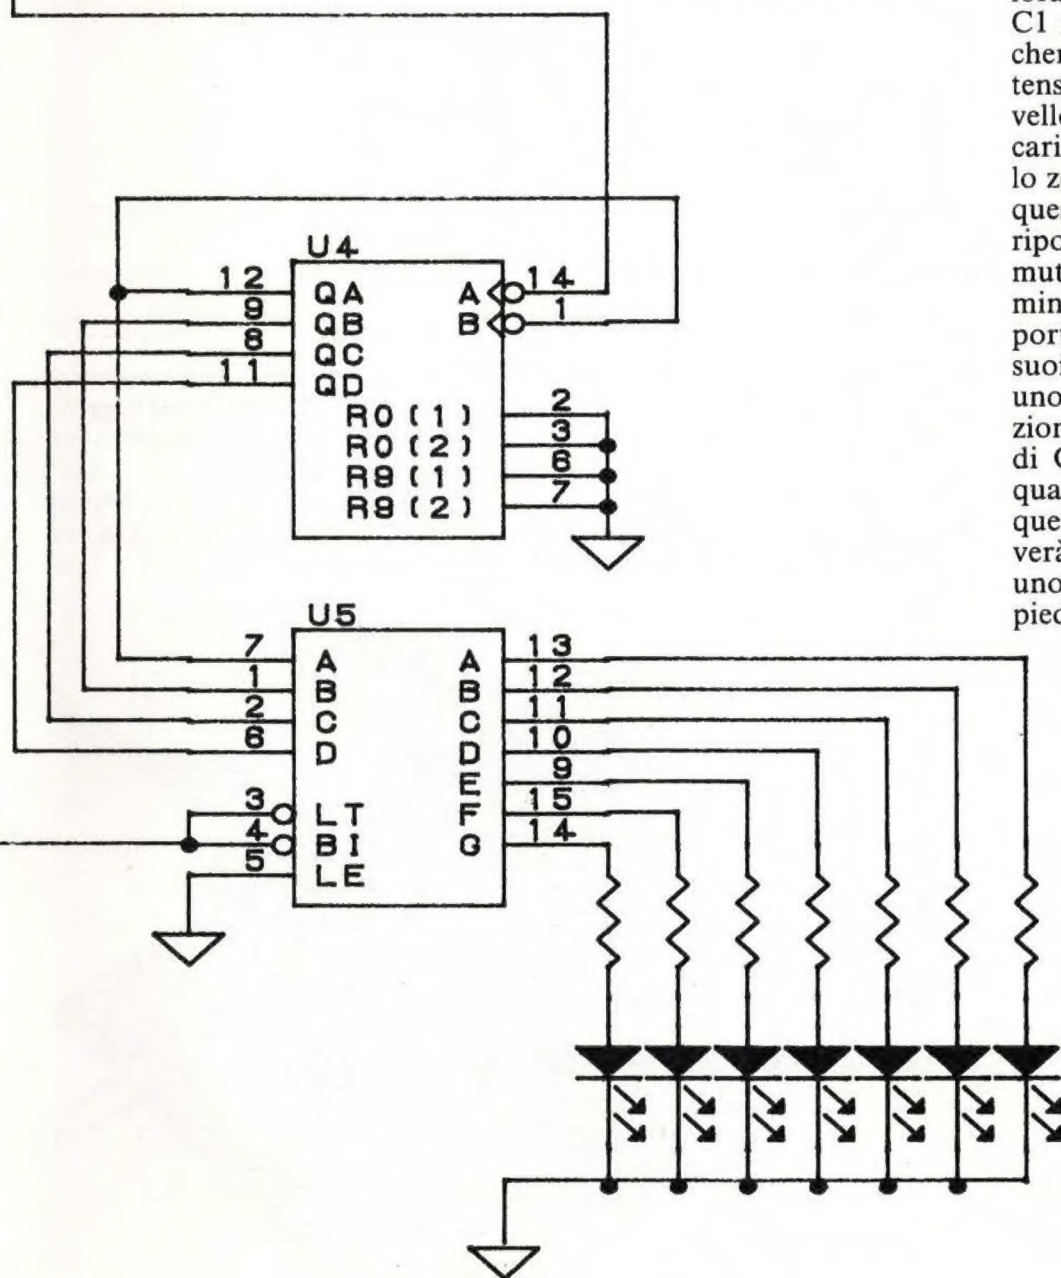 C1
tens
vello
cari
lo z
que
ripo
mut
min
port
suoi
uno
zion
di C
qua
que
verà
uno
pied
U4
12 QA A 14
9 QB B 1
8 QC
11 QD
R0(1) 2
R0(2) 3
R9(1) 6
R9(2) 7
U5
7 A A 13
1 B B 12
2 C C 11
6 D D 10
E 9
3 LT F 15
4 BI G 14
5 LE